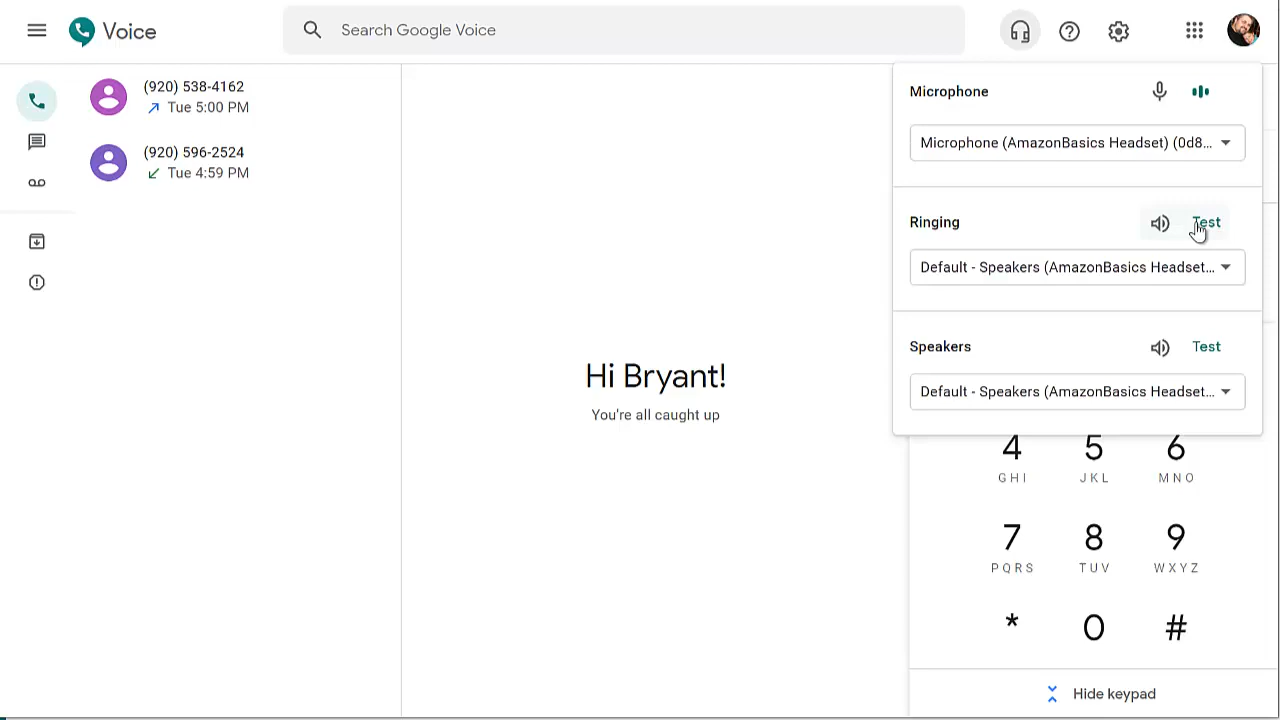 Voice
Search Google Voice
(920) 538-4162
Tue 5:00 PM
(920) 596-2524
Tue 4:59 PM
Hi Bryant!
You're all caught up
Microphone
Microphone (AmazonBasics Headset) (0d8...
Ringing
Test
Default - Speakers (AmazonBasics Headset...
Speakers
Test
Default - Speakers (AmazonBasics Headset...
4 5 6
GHI JKL MNO
7 8 9
PQRS TUV WXYZ
* 0 #
Hide keypad